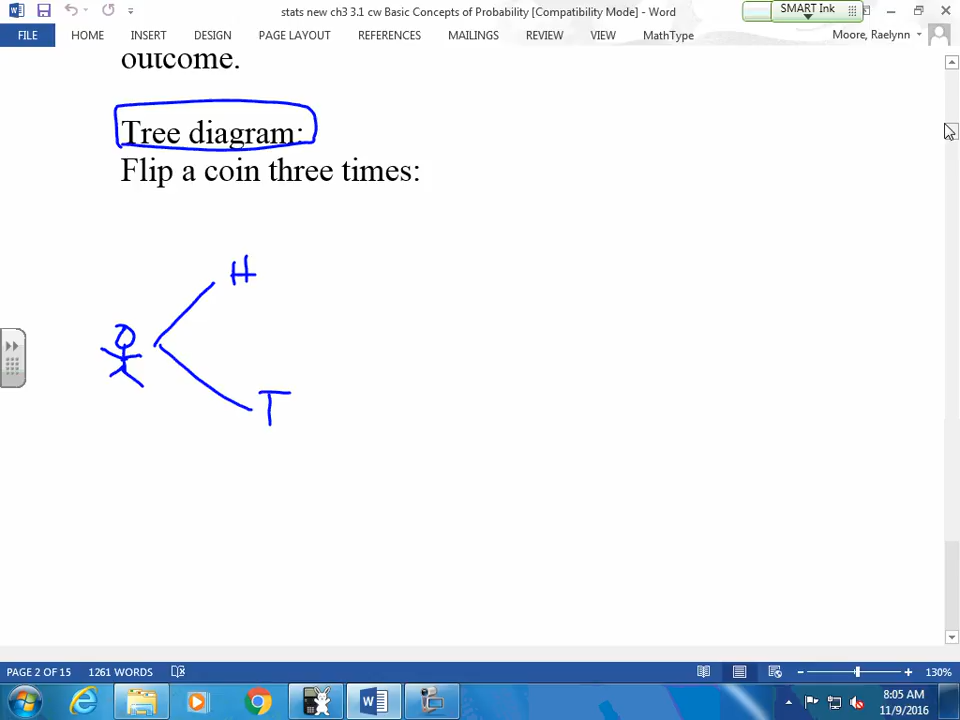 stats new ch3 3.1 cw Basic Concepts of Probability [Compatibility Mode] - Word
SMART Ink
FILE HOME INSERT DESIGN PAGE LAYOUT REFERENCES MAILINGS REVIEW VIEW MathType Moore, Raelynn
outcome.
Tree diagram:
Flip a coin three times:
H
T
PAGE 2 OF 15 1261 WORDS 130%
8:05 AM
11/9/2016